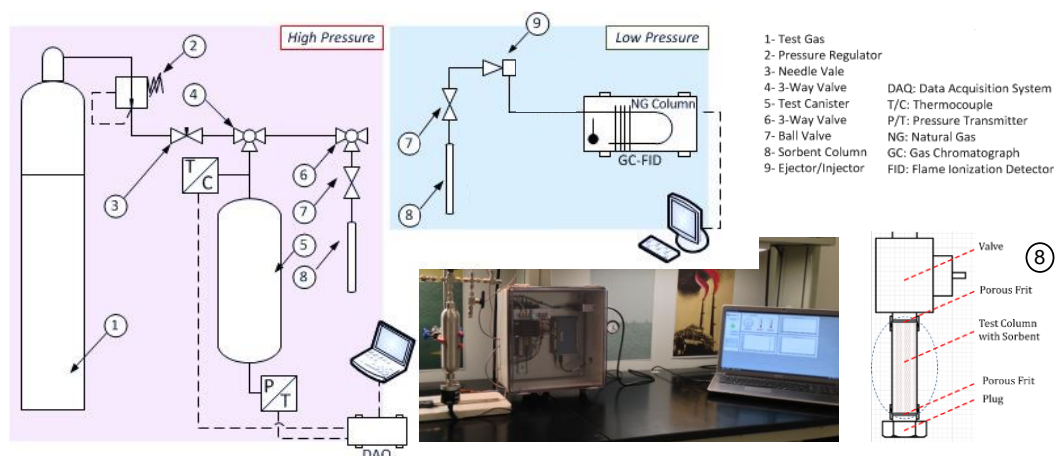 High Pressure
2
4
3
T
C
6
7
8
5
1
P
T
DAQ
Low Pressure
9
7
8
NG Column
GC-FID
1- Test Gas
2- Pressure Regulator
3- Needle Vale
4- 3-Way Valve
5- Test Canister
6- 3-Way Valve
7- Ball Valve
8- Sorbent Column
9- Ejector/Injector
DAQ: Data Acquisition System
T/C: Thermocouple
P/T: Pressure Transmitter
NG: Natural Gas
GC: Gas Chromatograph
FID: Flame Ionization Detector
8
Valve
Porous Frit
Test Column
with Sorbent
Porous Frit
Plug